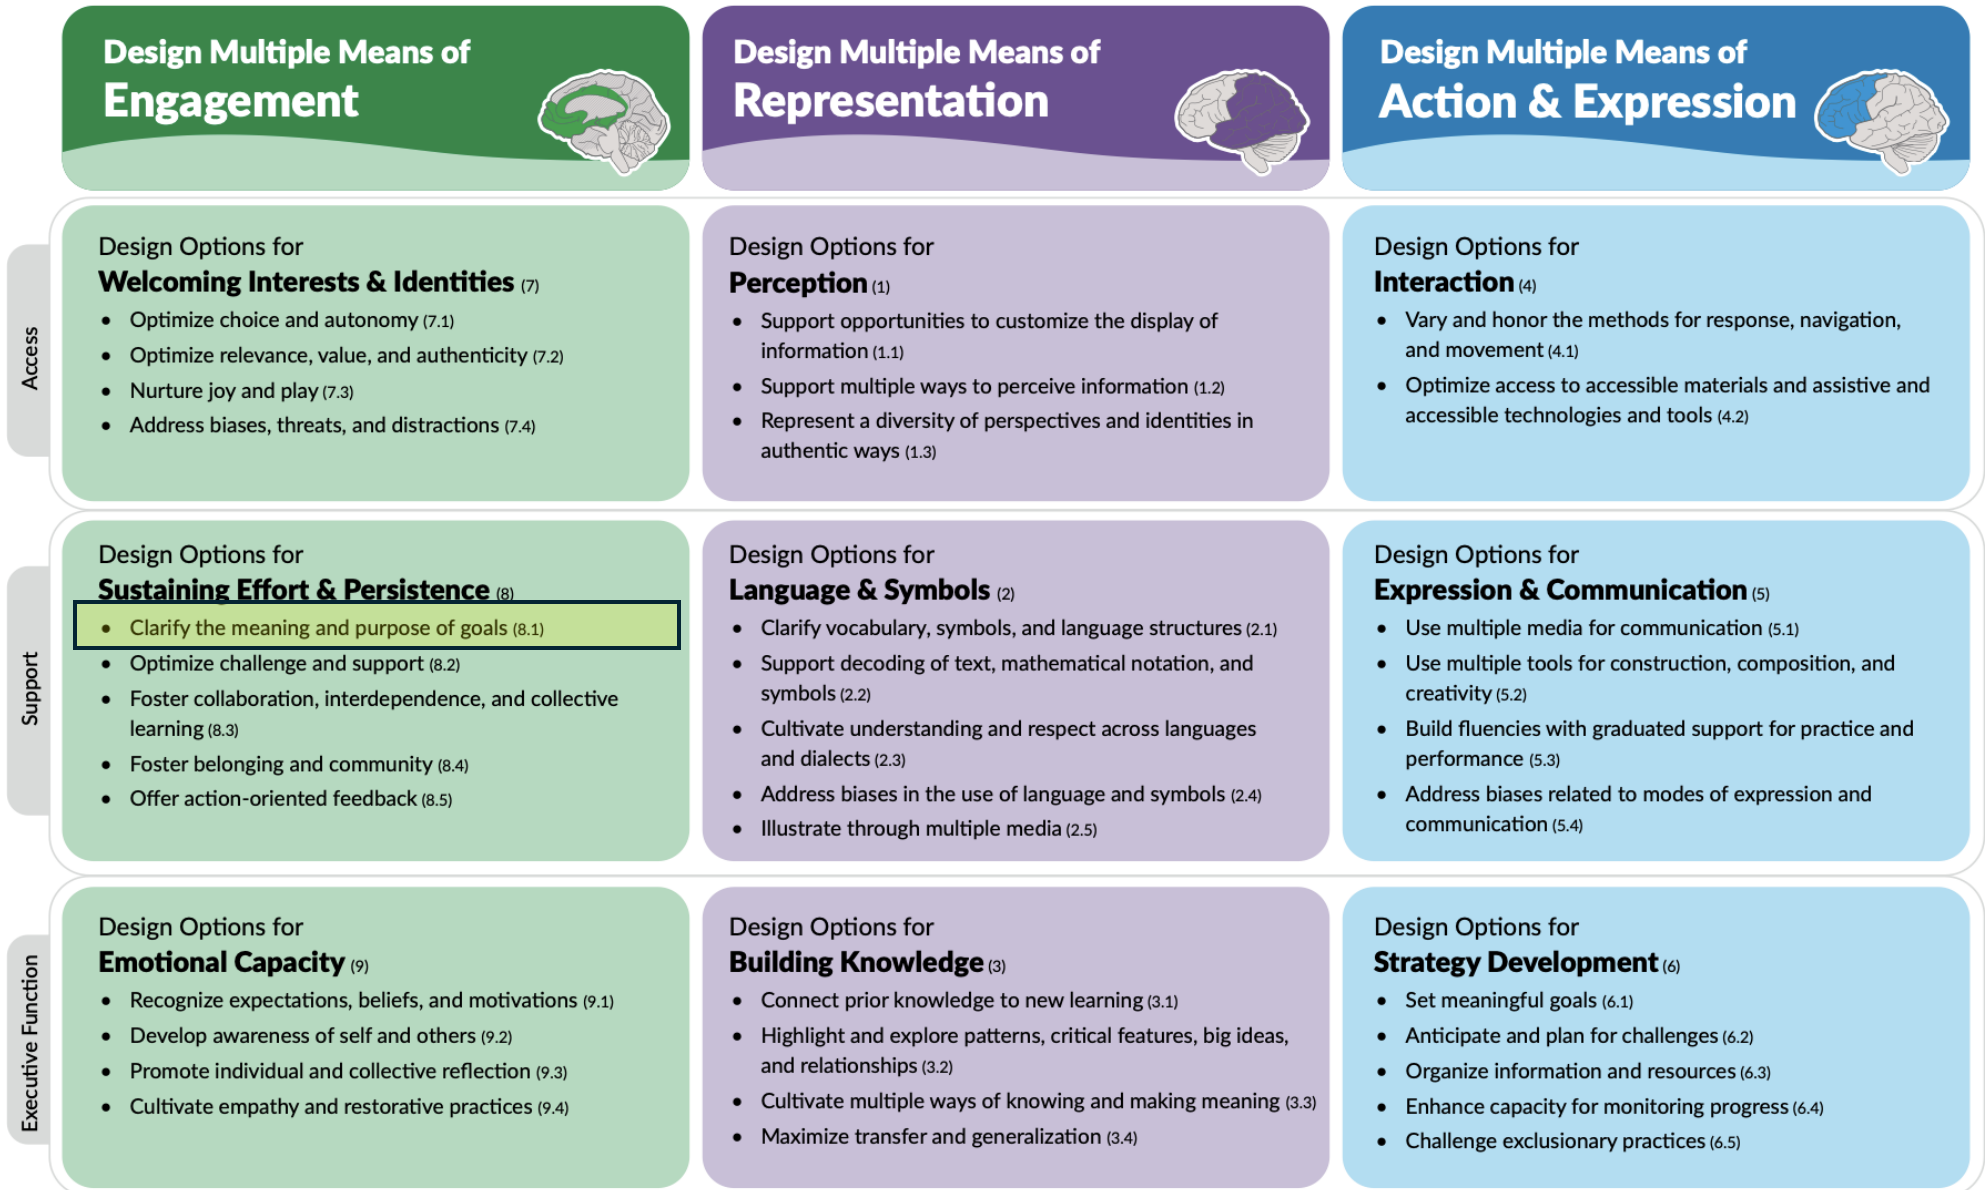 Design Multiple Means of
Engagement
Design Multiple Means of
Representation
Design Multiple Means of
Action & Expression
Access
Design Options for
Welcoming Interests & Identities (7)
• Optimize choice and autonomy (7.1)
• Optimize relevance, value, and authenticity (7.2)
• Nurture joy and play (7.3)
• Address biases, threats, and distractions (7.4)
Design Options for
Perception (1)
• Support opportunities to customize the display of
information (1.1)
• Support multiple ways to perceive information (1.2)
• Represent a diversity of perspectives and identities in
authentic ways (1.3)
Design Options for
Interaction (4)
• Vary and honor the methods for response, navigation,
and movement (4.1)
• Optimize access to accessible materials and assistive and
accessible technologies and tools (4.2)
Support
Design Options for
Sustaining Effort & Persistence (8)
• Clarify the meaning and purpose of goals (8.1)
• Optimize challenge and support (8.2)
• Foster collaboration, interdependence, and collective
learning (8.3)
• Foster belonging and community (8.4)
• Offer action-oriented feedback (8.5)
Design Options for
Language & Symbols (2)
• Clarify vocabulary, symbols, and language structures (2.1)
• Support decoding of text, mathematical notation, and
symbols (2.2)
• Cultivate understanding and respect across languages
and dialects (2.3)
• Address biases in the use of language and symbols (2.4)
• Illustrate through multiple media (2.5)
Design Options for
Expression & Communication (5)
• Use multiple media for communication (5.1)
• Use multiple tools for construction, composition, and
creativity (5.2)
• Build fluencies with graduated support for practice and
performance (5.3)
• Address biases related to modes of expression and
communication (5.4)
Executive Function
Design Options for
Emotional Capacity (9)
• Recognize expectations, beliefs, and motivations (9.1)
• Develop awareness of self and others (9.2)
• Promote individual and collective reflection (9.3)
• Cultivate empathy and restorative practices (9.4)
Design Options for
Building Knowledge (3)
• Connect prior knowledge to new learning (3.1)
• Highlight and explore patterns, critical features, big ideas,
and relationships (3.2)
• Cultivate multiple ways of knowing and making meaning (3.3)
• Maximize transfer and generalization (3.4)
Design Options for
Strategy Development (6)
• Set meaningful goals (6.1)
• Anticipate and plan for challenges (6.2)
• Organize information and resources (6.3)
• Enhance capacity for monitoring progress (6.4)
• Challenge exclusionary practices (6.5)